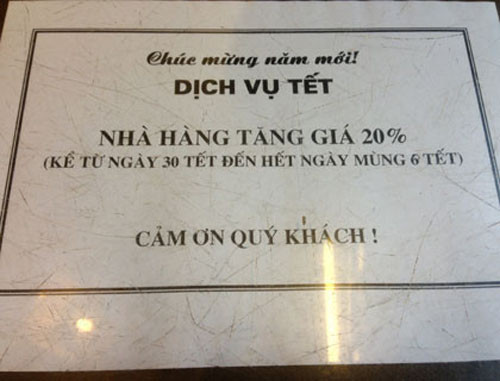 Chúc mừng năm mới!
DỊCH VỤ TẾT
NHÀ HÀNG TĂNG GIÁ 20%
(KỂ TỪ NGÀY 30 TẾT ĐẾN HẾT NGÀY MÙNG 6 TẾT)
CẢM ƠN QUÝ KHÁCH !